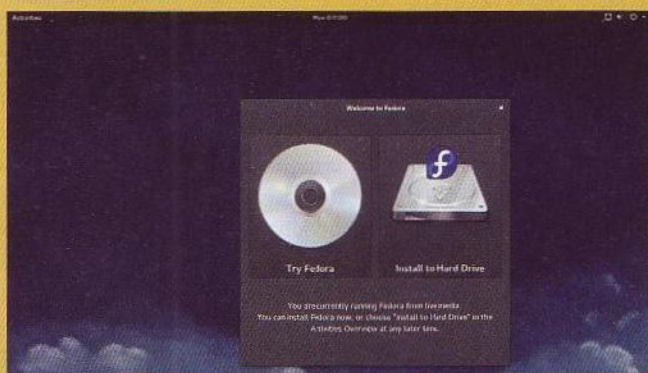 Activities
Welcome to Fedora
Try Fedora
Install to Hard Drive
You are currently running Fedora from live media.
You can install Fedora now, or choose "Install to Hard Drive" in the
Activities Overview at any later time.